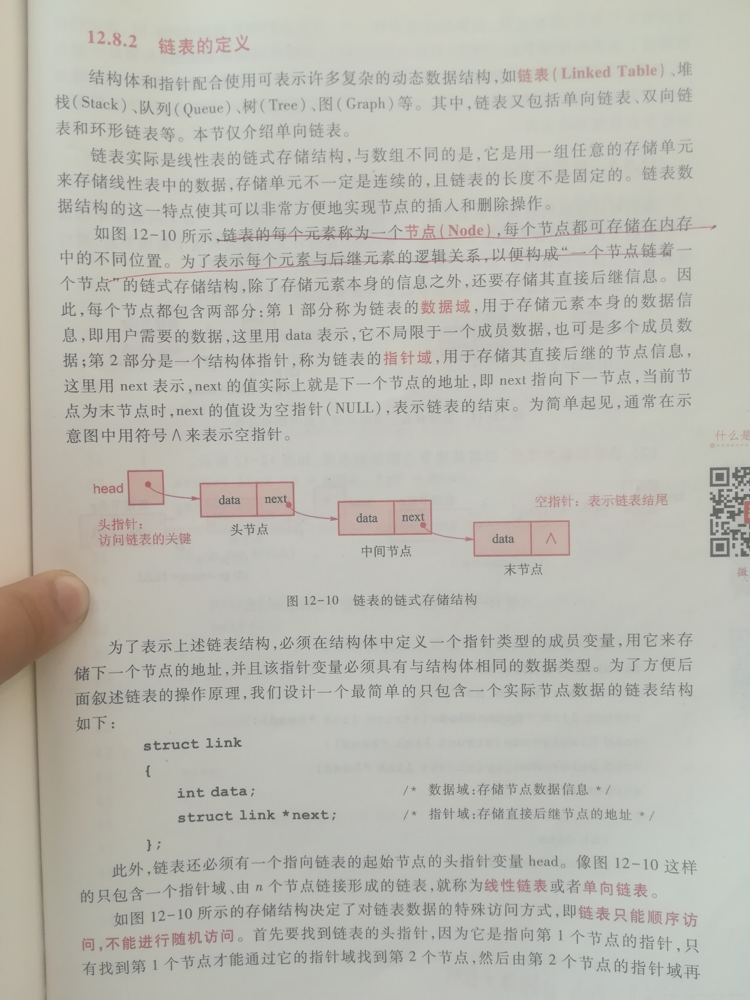 12.8.2 链表的定义
结构体和指针配合使用可表示许多复杂的动态数据结构,如链表(Linked Table)、堆
栈(Stack)、队列(Queue)、树(Tree)、图(Graph)等。其中,链表又包括单向链表、双向链
表和环形链表等。本节仅介绍单向链表。
链表实际是线性表的链式存储结构,与数组不同的是,它是用一组任意的存储单元
来存储线性表中的数据,存储单元不一定是连续的,且链表的长度不是固定的。链表数
据结构的这一特点使其可以非常方便地实现节点的插入和删除操作。
如图 12-10 所示,链表的每个元素称为一个节点(Node),每个节点都可存储在内存
中的不同位置。为了表示每个元素与后继元素的逻辑关系,以便构成“一个节点链着一
个节点”的链式存储结构,除了存储元素本身的信息之外,还要存储其直接后继信息。因
此,每个节点都包含两部分:第 1 部分称为链表的数据域,用于存储元素本身的数据信
息,即用户需要的数据,这里用 data 表示,它不局限于一个成员数据,也可是多个成员数
据;第 2 部分是一个结构体指针,称为链表的指针域,用于存储其直接后继的节点信息,
这里用 next 表示,next 的值实际上就是下一个节点的地址,即 next 指向下一节点,当前节
点为末节点时,next 的值设为空指针(NULL),表示链表的结束。为简单起见,通常在示
意图中用符号∧来表示空指针。
什么是
head
data next
data next
空指针：表示链表结尾
头指针：
访问链表的关键
头节点
data ∧
中间节点
末节点
微
图 12-10 链表的链式存储结构
为了表示上述链表结构,必须在结构体中定义一个指针类型的成员变量,用它来存
储下一个节点的地址,并且该指针变量必须具有与结构体相同的数据类型。为了方便后
面叙述链表的操作原理,我们设计一个最简单的只包含一个实际节点数据的链表结构
如下:
struct link
{
int data; /* 数据域:存储节点数据信息 */
struct link *next; /* 指针域:存储直接后继节点的地址 */
};
此外,链表还必须有一个指向链表的起始节点的头指针变量 head。像图 12-10 这样
的只包含一个指针域、由 n 个节点链接形成的链表,就称为线性链表或者单向链表。
如图 12-10 所示的存储结构决定了对链表数据的特殊访问方式,即链表只能顺序访
问,不能进行随机访问。首先要找到链表的头指针,因为它是指向第 1 个节点的指针,只
有找到第 1 个节点才能通过它的指针域找到第 2 个节点,然后由第 2 个节点的指针域再